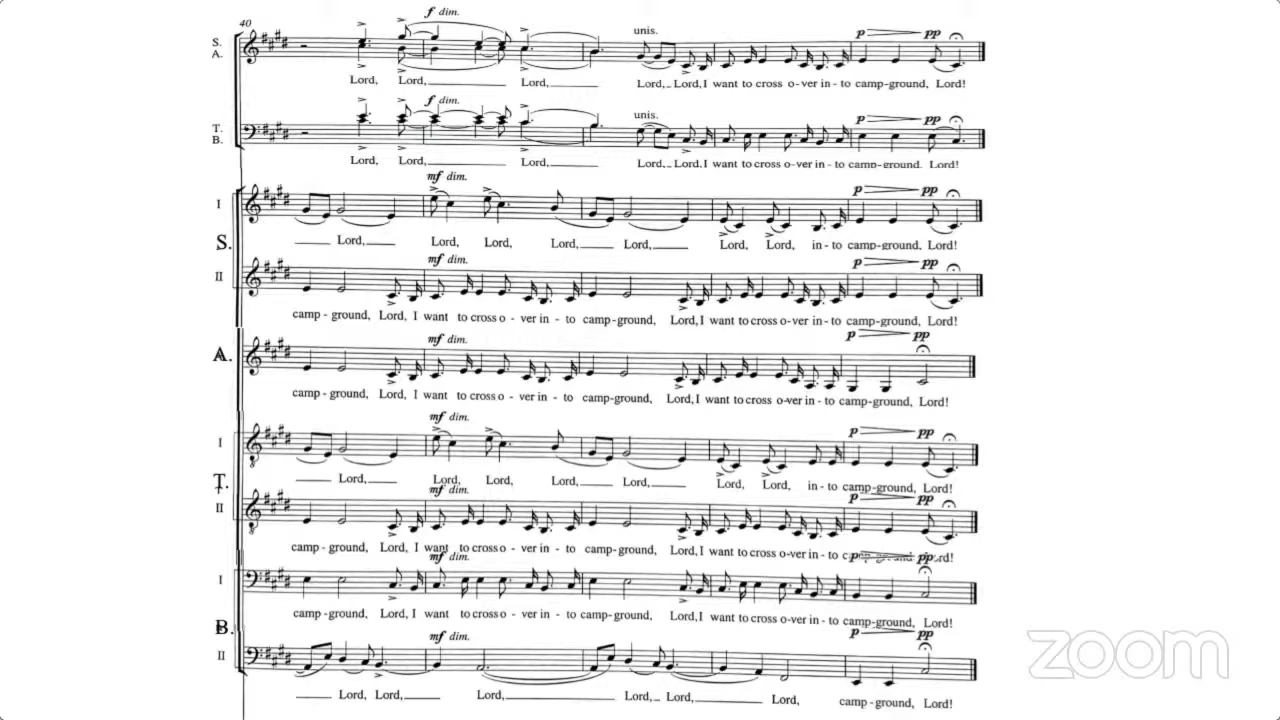 40
f dim.
unis.
p pp
S.
A.
Lord, Lord, Lord, Lord, Lord, I want to cross o-ver in - to camp-ground, Lord!
f dim.
unis.
p pp
T.
B.
Lord, Lord, Lord, Lord, Lord, I want to cross o-ver in - to camp-ground, Lord!
mf dim.
p pp
I
S.
Lord, Lord, Lord, Lord, Lord, Lord, Lord, in - to camp-ground, Lord!
mf dim.
p pp
II
camp - ground, Lord, I want to cross o - ver in - to camp-ground, Lord, I want to cross o-ver in - to camp-ground, Lord!
mf dim.
p pp
A.
camp - ground, Lord, I want to cross o - ver in - to camp-ground, Lord, I want to cross o-ver in - to camp-ground, Lord!
mf dim.
p pp
I
T.
Lord, Lord, Lord, Lord, Lord, Lord, Lord, in - to camp-ground, Lord!
mf dim.
p pp
II
camp - ground, Lord, I want to cross o - ver in - to camp-ground, Lord, I want to cross o-ver in - to camp-ground, Lord!
mf dim.
p pp
I
camp-ground, Lord, I want to cross o - ver in - to camp-ground, Lord, I want to cross o-ver in - to camp-ground, Lord!
B.
mf dim.
p pp
II
Lord, Lord, Lord, Lord, Lord, Lord, camp - ground, Lord!
zoom